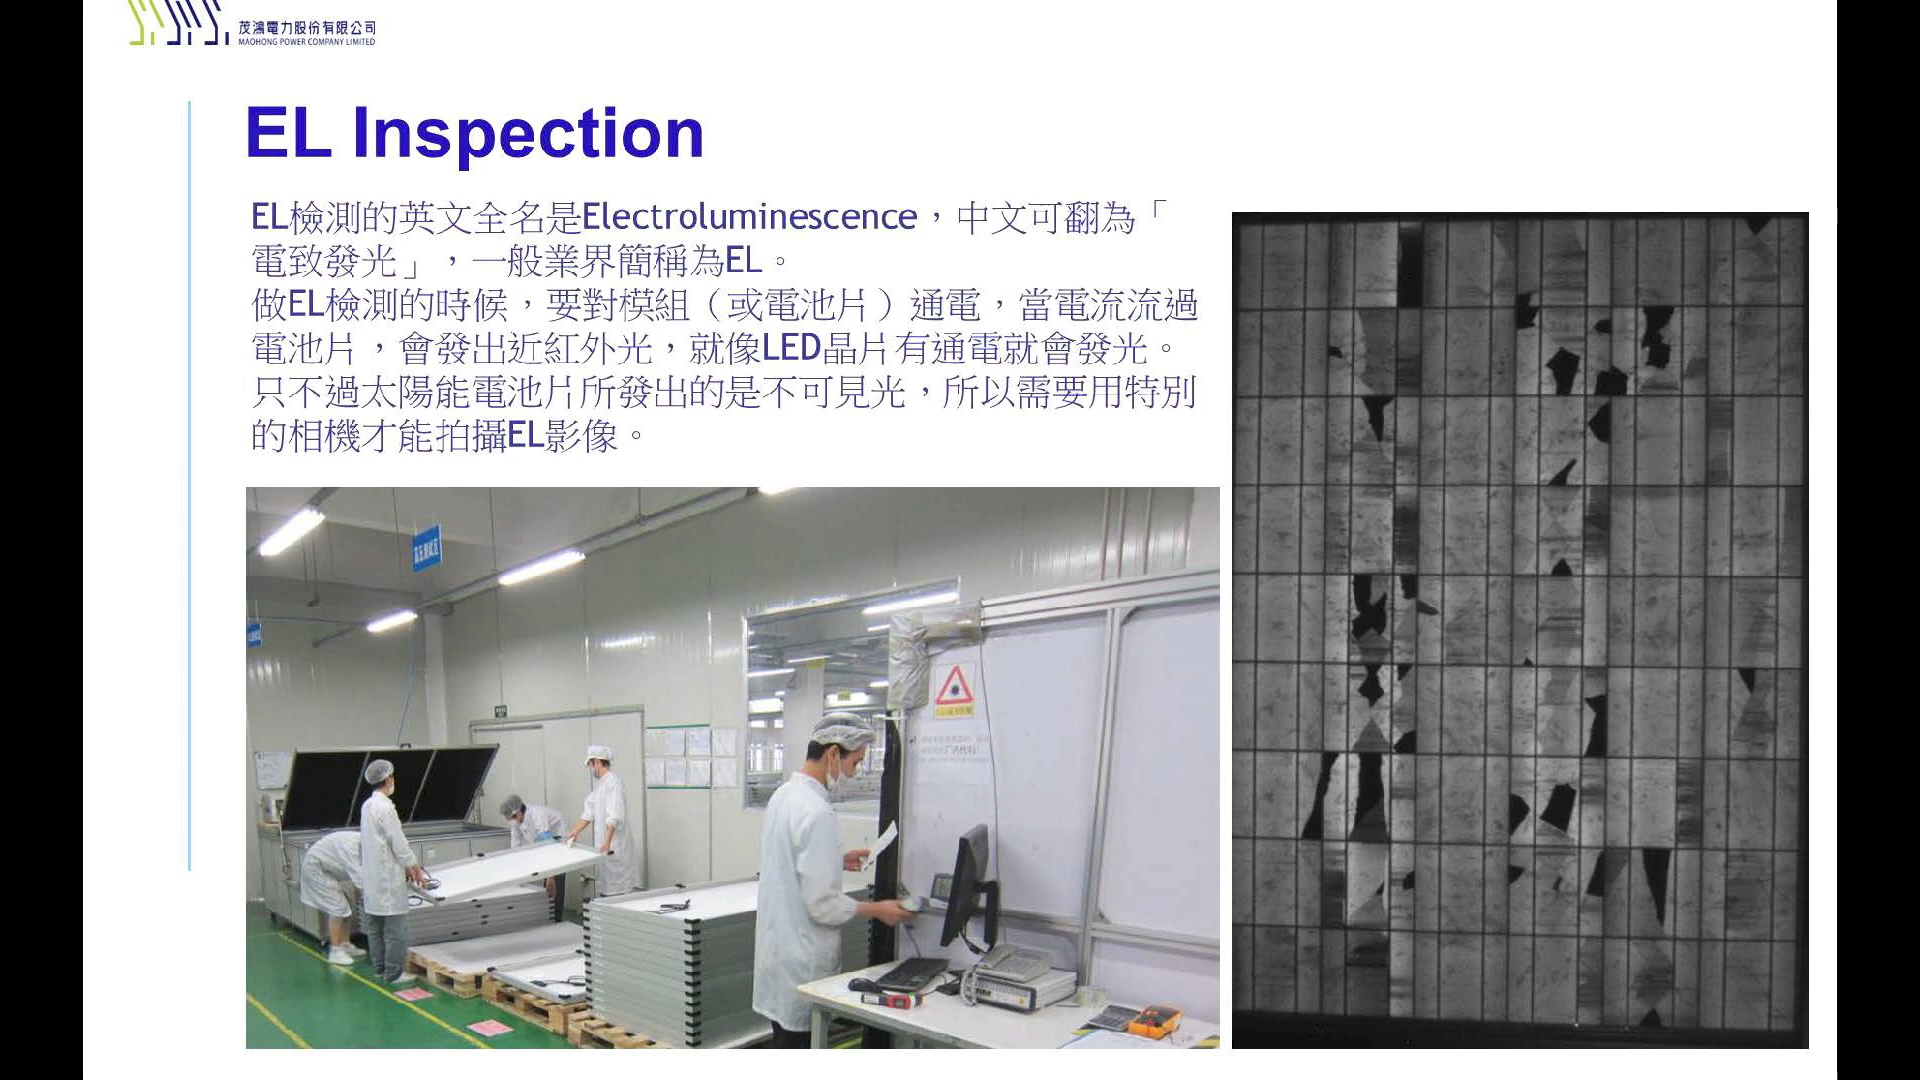 茂鴻電力股份有限公司
MAOHONG POWER COMPANY LIMITED
EL Inspection
EL檢測的英文全名是Electroluminescence，中文可翻為「
電致發光」，一般業界簡稱為EL。
做EL檢測的時候，要對模組（或電池片）通電，當電流流過
電池片，會發出近紅外光，就像LED晶片有通電就會發光。
只不過太陽能電池片所發出的是不可見光，所以需要用特別
的相機才能拍攝EL影像。
高压测试区